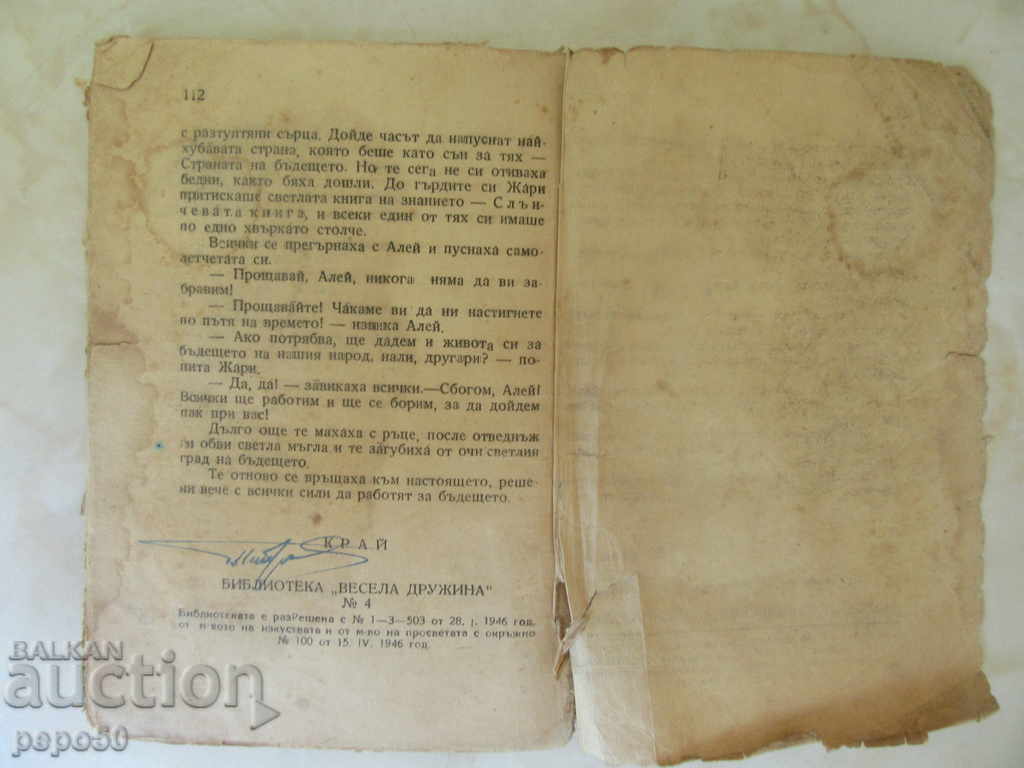 112
с разтуптяни сърца. Дойде часът да напуснат най-
хубавата страна, която беше като сън за тях —
Страната на бъдещето. Но те сега не си отиваха
бедни, както бяха дошли. До гърдите си Жари
притискаше светлата книга на знанието — Слън-
чевата книга, и всеки един от тях си имаше
по едно хвъркато столче.
Всички се прегърнаха с Алей и пуснаха само-
летчетата си.
— Прощавай, Алей, никога няма да ви за-
бравим!
— Прощавайте! Чакаме ви да ни настигнете
по пътя на времето! — извика Алей.
— Ако потрябва, ще дадем и живота си за
бъдещето на нашия народ, нали, другари? — по-
пита Жари.
— Да, да! — завикаха всички.—Сбогом, Алей!
Всички ще работим и ще се борим, за да дойдем
пак при вас!
Дълго още те махаха с ръце, после отведнъж
ги обви светла мъгла и те загубиха от очи светлия
град на бъдещето.
Те отново се връщаха към настоящето, реше-
ни вече с всички сили да работят за бъдещето.
КРАЙ
БИБЛИОТЕКА „ВЕСЕЛА ДРУЖИНА"
№ 4
Библиотеката е разрешена с № 1—3—503 от 28. I. 1946 год.
от м-вото на изкуствата и от м-во на просветата с окръжно
№ 100 от 15. IV. 1946 год.
BALKAN
auction
papo50